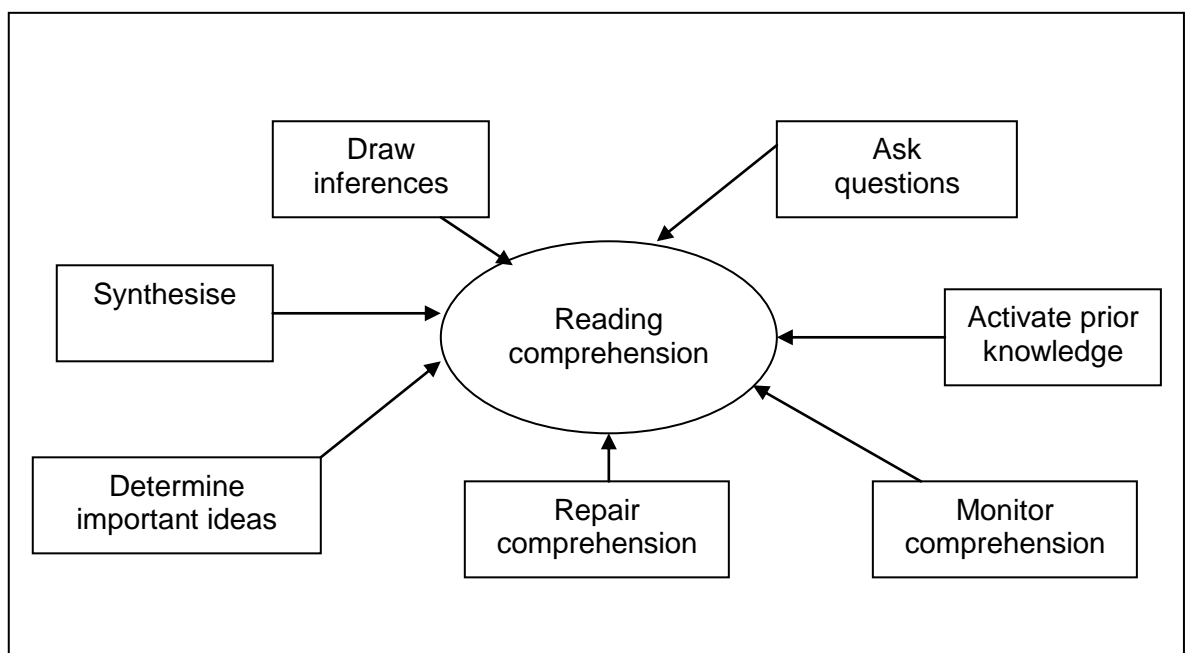 Draw
inferences
Ask
questions
Synthesise
Reading
comprehension
Activate prior
knowledge
Determine
important ideas
Repair
comprehension
Monitor
comprehension